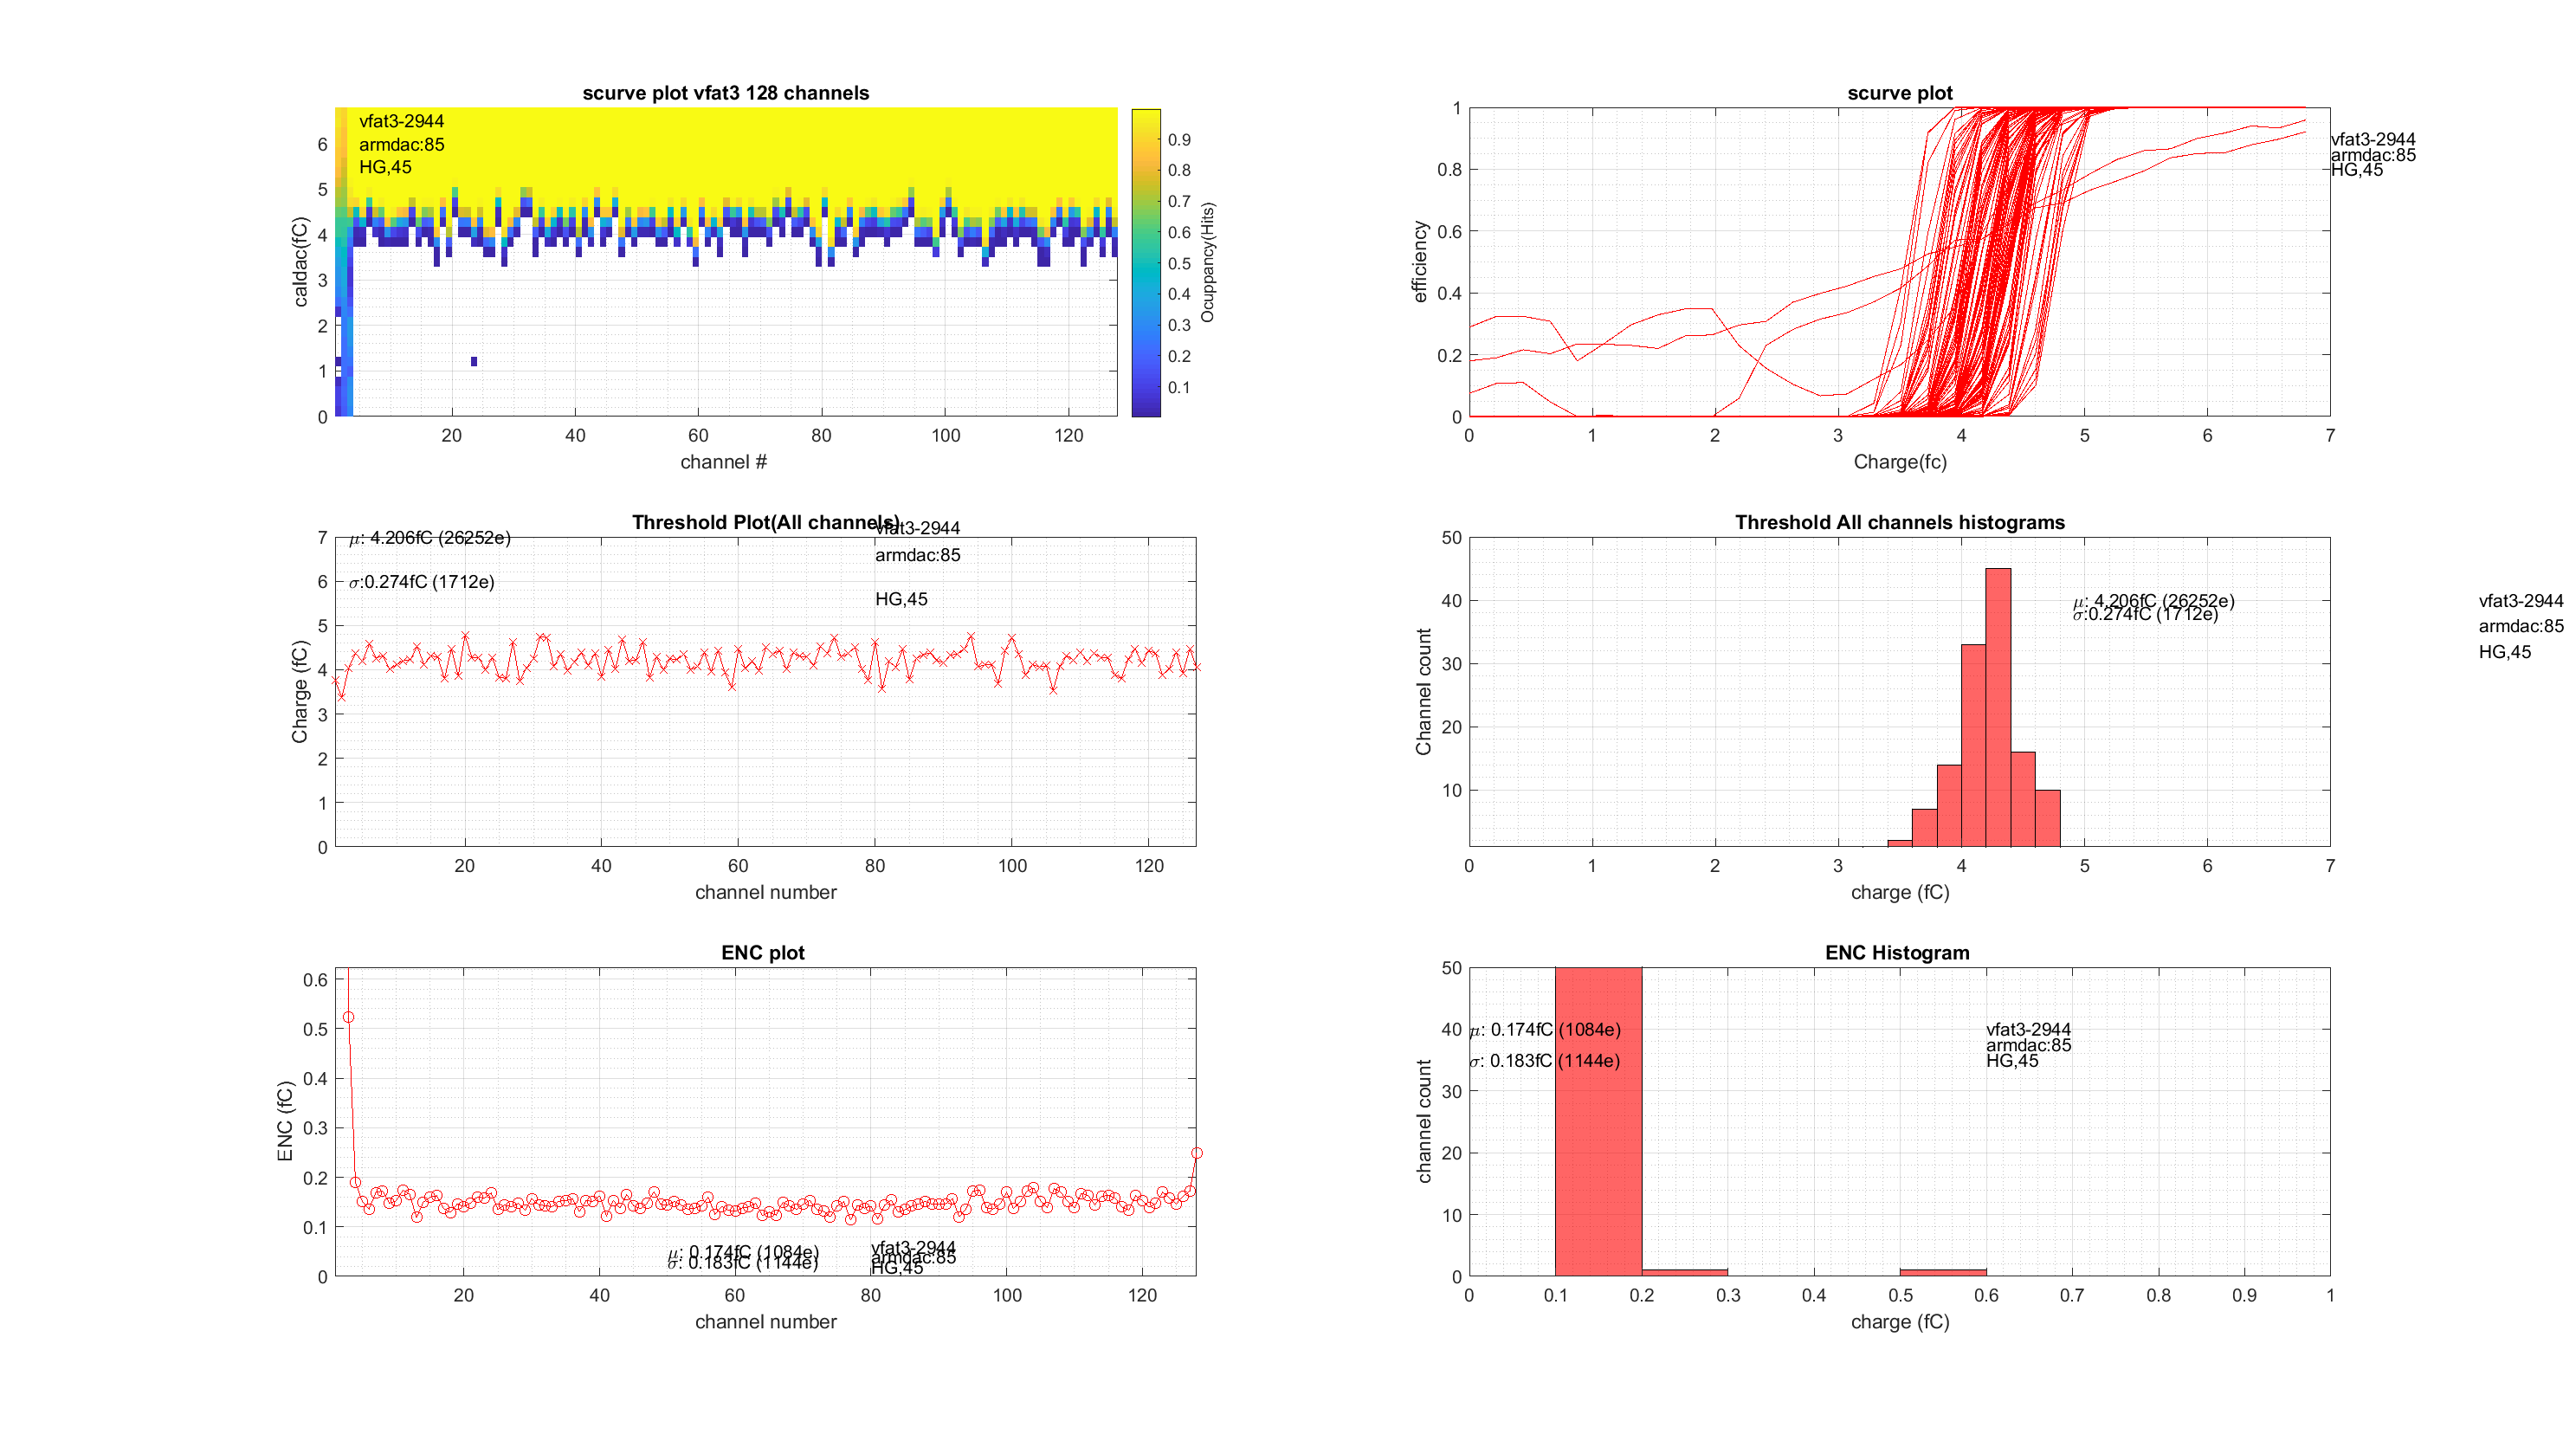 scurve plot vfat3 128 channels
vfat3-2944
armdac:85
HG,45
6
5
4
3
2
1
0
caldac(fC)
20
40
60
80
100
120
channel #
0.9
0.8
0.7
0.6
0.5
0.4
0.3
0.2
0.1
Ocuppancy(Hits)
scurve plot
1
0.8
0.6
0.4
0.2
0
efficiency
0
1
2
3
4
5
6
7
Charge(fc)
vfat3-2944
armdac:85
HG,45
Threshold Plot(All channels)
μ: 4.206fC (26252e)
σ:0.274fC (1712e)
vfat3-2944
armdac:85
HG,45
7
6
5
4
3
2
1
0
Charge (fC)
20
40
60
80
100
120
channel number
Threshold All channels histograms
50
40
30
20
10
Channel count
μ: 4.206fC (26252e)
σ:0.274fC (1712e)
vfat3-2944
armdac:85
HG,45
0
1
2
3
4
5
6
7
charge (fC)
ENC plot
0.6
0.5
0.4
0.3
0.2
0.1
0
ENC (fC)
μ: 0.174fC (1084e)
σ: 0.183fC (1144e)
vfat3-2944
armdac:85
HG,45
20
40
60
80
100
120
channel number
ENC Histogram
50
40
30
20
10
0
channel count
μ: 0.174fC (1084e)
σ: 0.183fC (1144e)
vfat3-2944
armdac:85
HG,45
0
0.1
0.2
0.3
0.4
0.5
0.6
0.7
0.8
0.9
1
charge (fC)